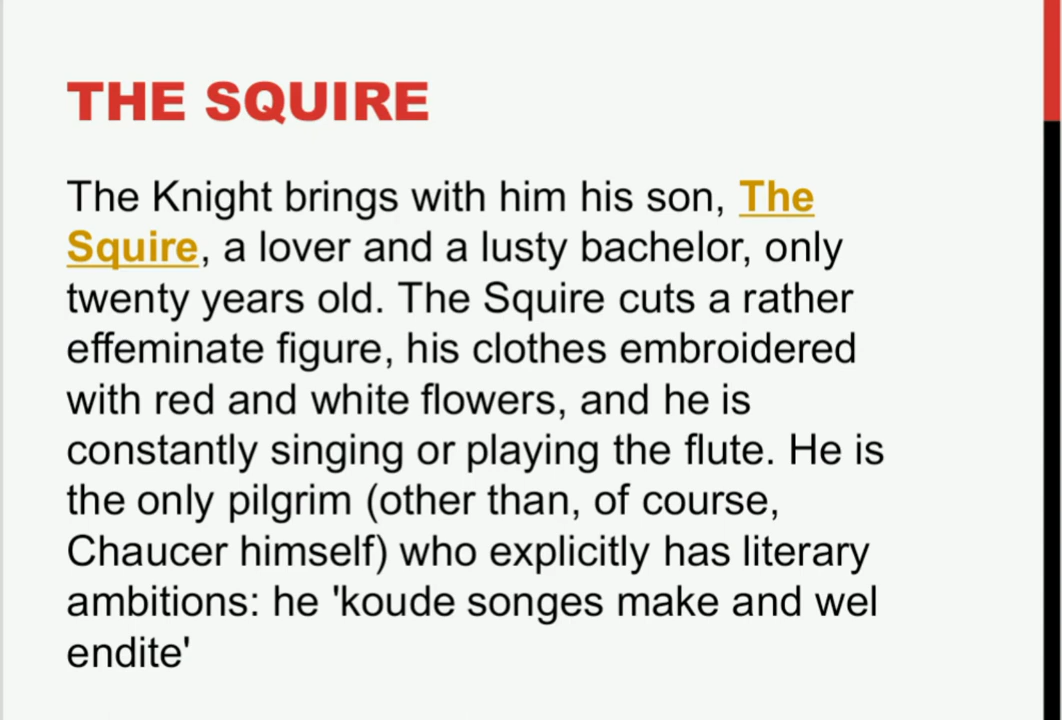 THE SQUIRE
The Knight brings with him his son, The
Squire, a lover and a lusty bachelor, only
twenty years old. The Squire cuts a rather
effeminate figure, his clothes embroidered
with red and white flowers, and he is
constantly singing or playing the flute. He is
the only pilgrim (other than, of course,
Chaucer himself) who explicitly has literary
ambitions: he 'koude songes make and wel
endite'